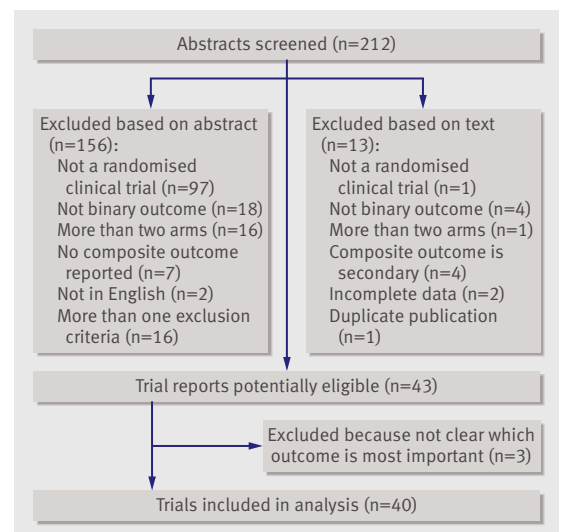 Abstracts screened (n=212)
Excluded based on abstract
(n=156):
Not a randomised
clinical trial (n=97)
Not binary outcome (n=18)
More than two arms (n=16)
No composite outcome
reported (n=7)
Not in English (n=2)
More than one exclusion
criteria (n=16)
Excluded based on text
(n=13):
Not a randomised
clinical trial (n=1)
Not binary outcome (n=4)
More than two arms (n=1)
Composite outcome is
secondary (n=4)
Incomplete data (n=2)
Duplicate publication
(n=1)
Trial reports potentially eligible (n=43)
Excluded because not clear which
outcome is most important (n=3)
Trials included in analysis (n=40)